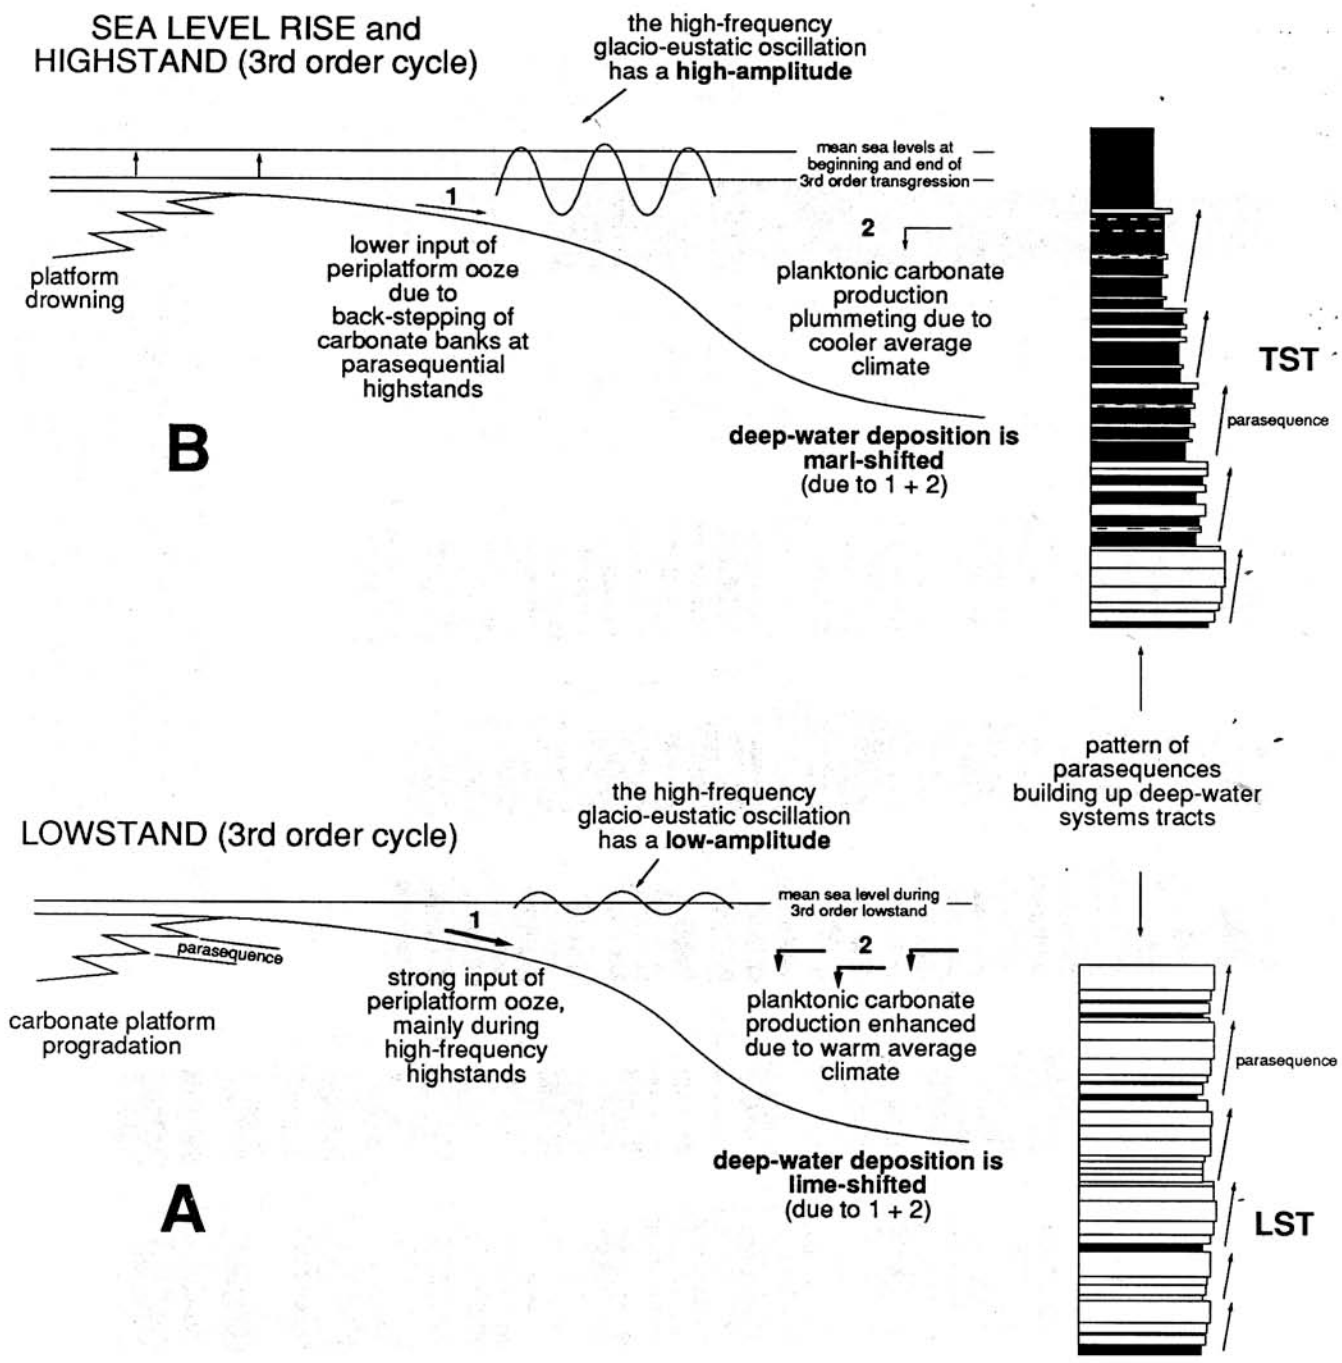 SEA LEVEL RISE and
HIGHSTAND (3rd order cycle)
the high-frequency
glacio-eustatic oscillation
has a high-amplitude
mean sea levels at
beginning and end of
3rd order transgression
1
2
platform
drowning
lower input of
periplatform ooze
due to
back-stepping of
carbonate banks at
parasequential
highstands
planktonic carbonate
production
plummeting due to
cooler average
climate
B
deep-water deposition is
marl-shifted
(due to 1 + 2)
TST
parasequence
pattern of
parasequences
building up deep-water
systems tracts
LOWSTAND (3rd order cycle)
the high-frequency
glacio-eustatic oscillation
has a low-amplitude
mean sea level during
3rd order lowstand
1
2
parasequence
carbonate platform
progradation
strong input of
periplatform ooze,
mainly during
high-frequency
highstands
planktonic carbonate
production enhanced
due to warm average
climate
A
deep-water deposition is
lime-shifted
(due to 1 + 2)
parasequence
LST